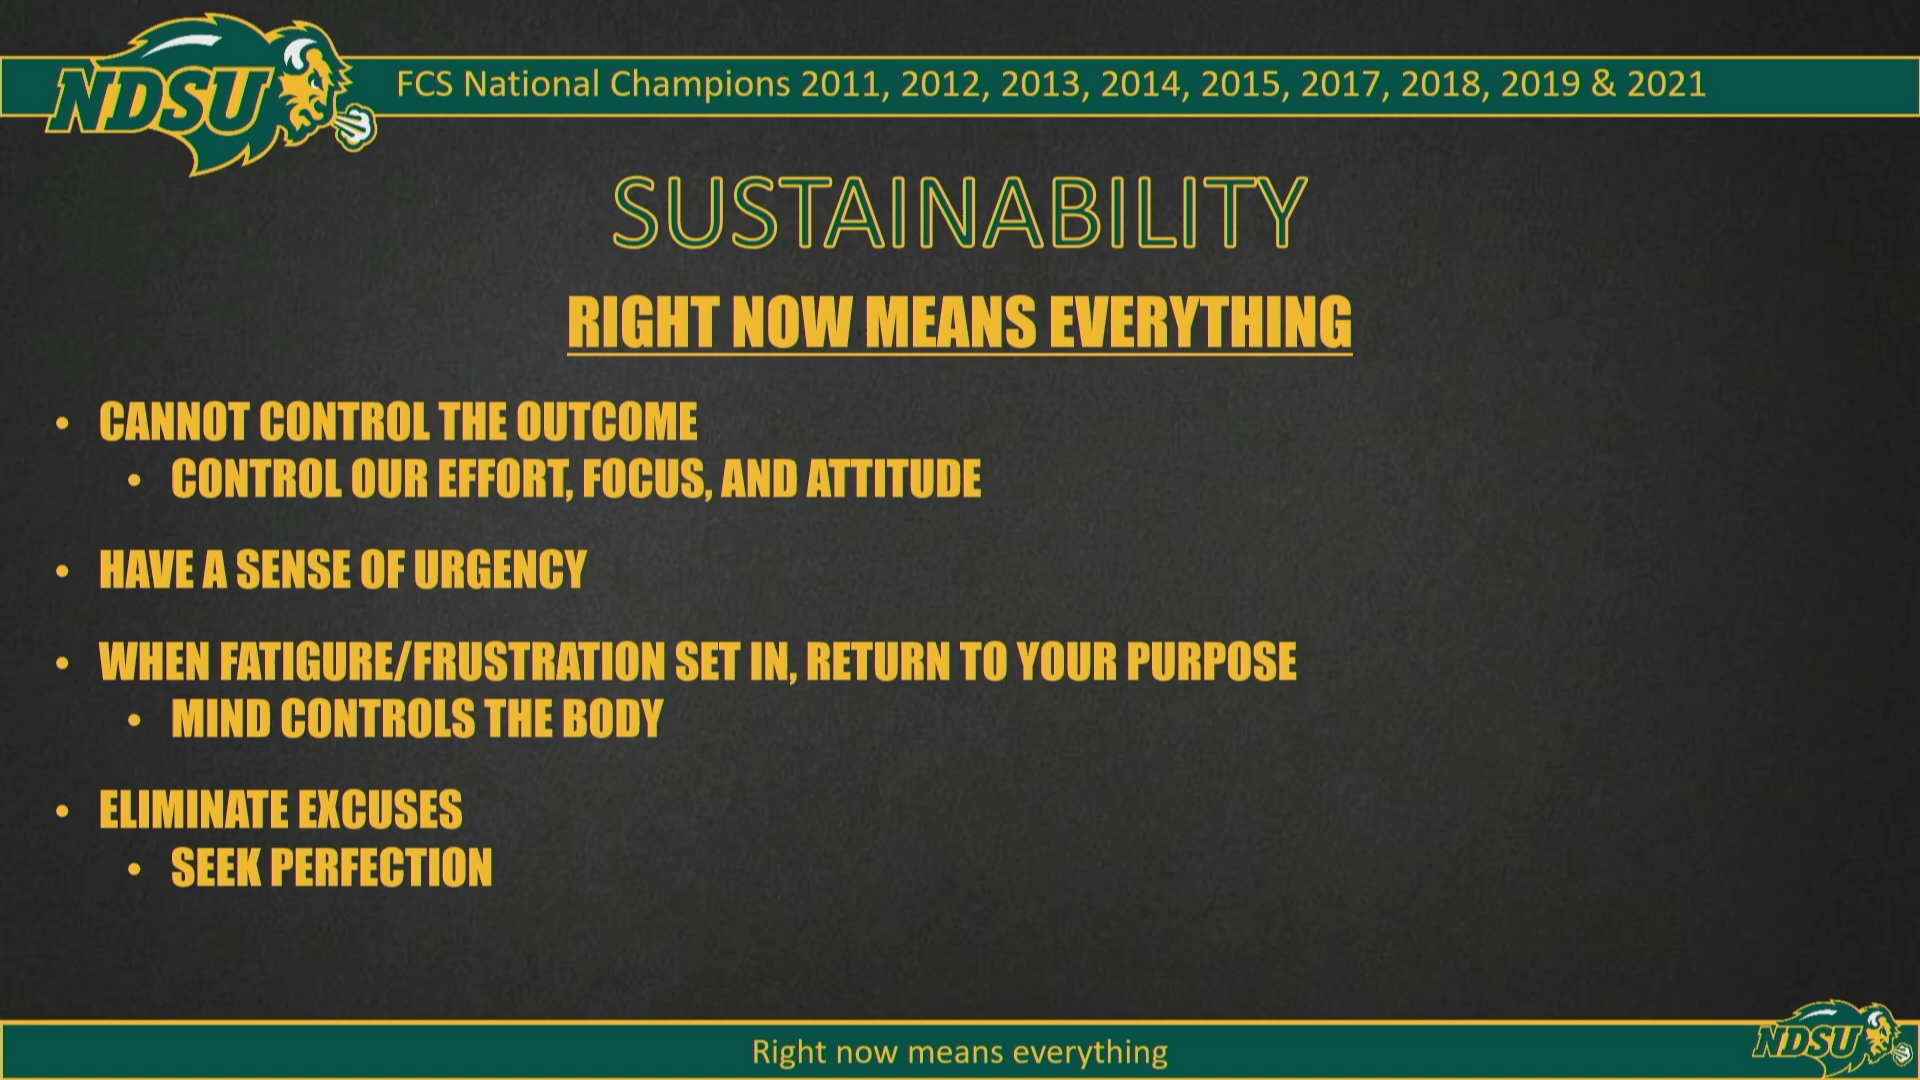 NDSU
FCS National Champions 2011, 2012, 2013, 2014, 2015, 2017, 2018, 2019 & 2021
SUSTAINABILITY
RIGHT NOW MEANS EVERYTHING
• CANNOT CONTROL THE OUTCOME
• CONTROL OUR EFFORT, FOCUS, AND ATTITUDE
• HAVE A SENSE OF URGENCY
• WHEN FATIGURE/FRUSTRATION SET IN, RETURN TO YOUR PURPOSE
• MIND CONTROLS THE BODY
• ELIMINATE EXCUSES
• SEEK PERFECTION
Right now means everything
NDSU